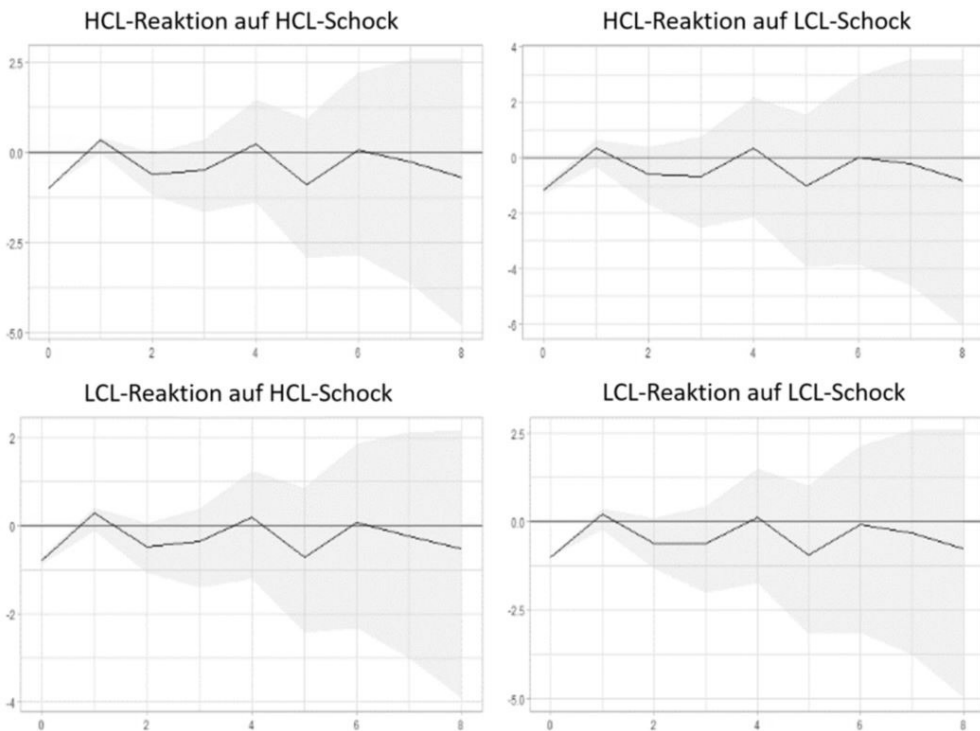 HCL-Reaktion auf HCL-Schock
2.5
0.0
-2.5
-5.0
0 2 4 6 8
HCL-Reaktion auf LCL-Schock
4
2
0
-2
-4
-6
0 2 4 6 8
LCL-Reaktion auf HCL-Schock
2
0
-2
-4
0 2 4 6 8
LCL-Reaktion auf LCL-Schock
2.5
0.0
-2.5
-5.0
0 2 4 6 8